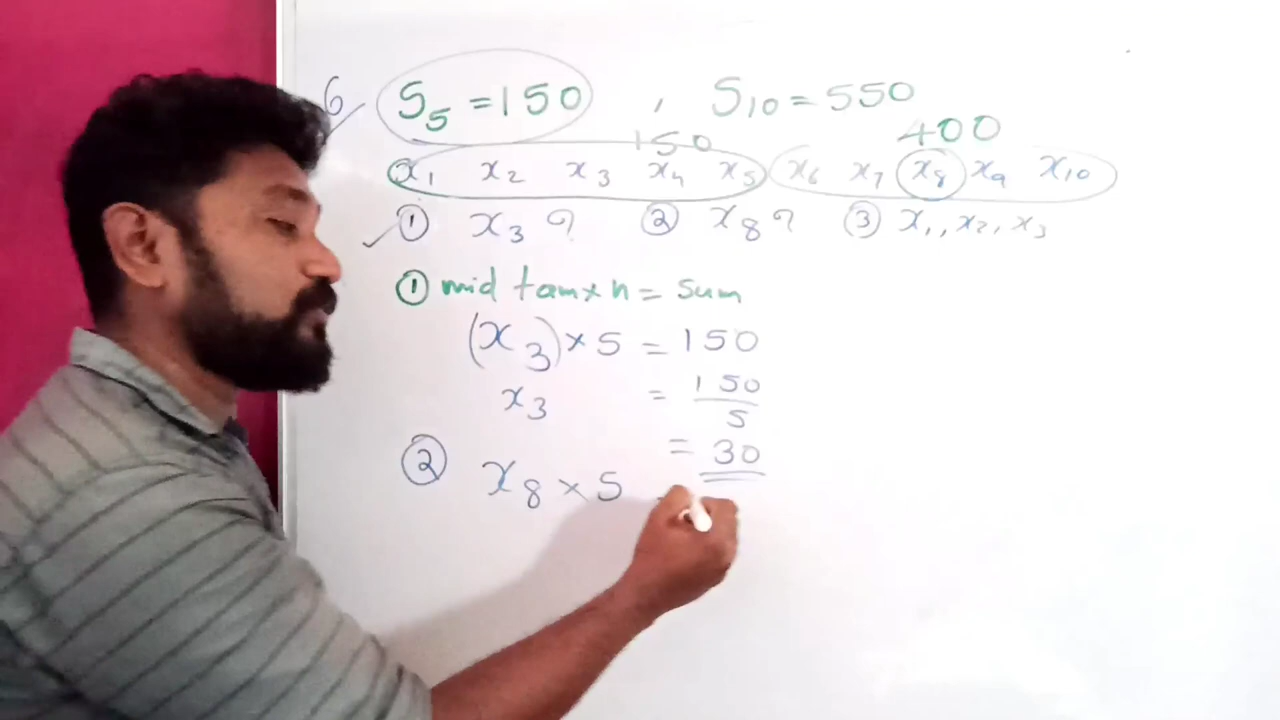 6 S₅ = 150 , S₁₀ = 550
150 400
x₁ x₂ x₃ x₄ x₅ x₆ x₇ x₈ x₉ x₁₀
① x₃ ? ② x₈ ? ③ x₁, x₂, x₃
① mid tam × n = sum
(x₃) × 5 = 150
x₃ = 150/5
= 30
② x₈ × 5